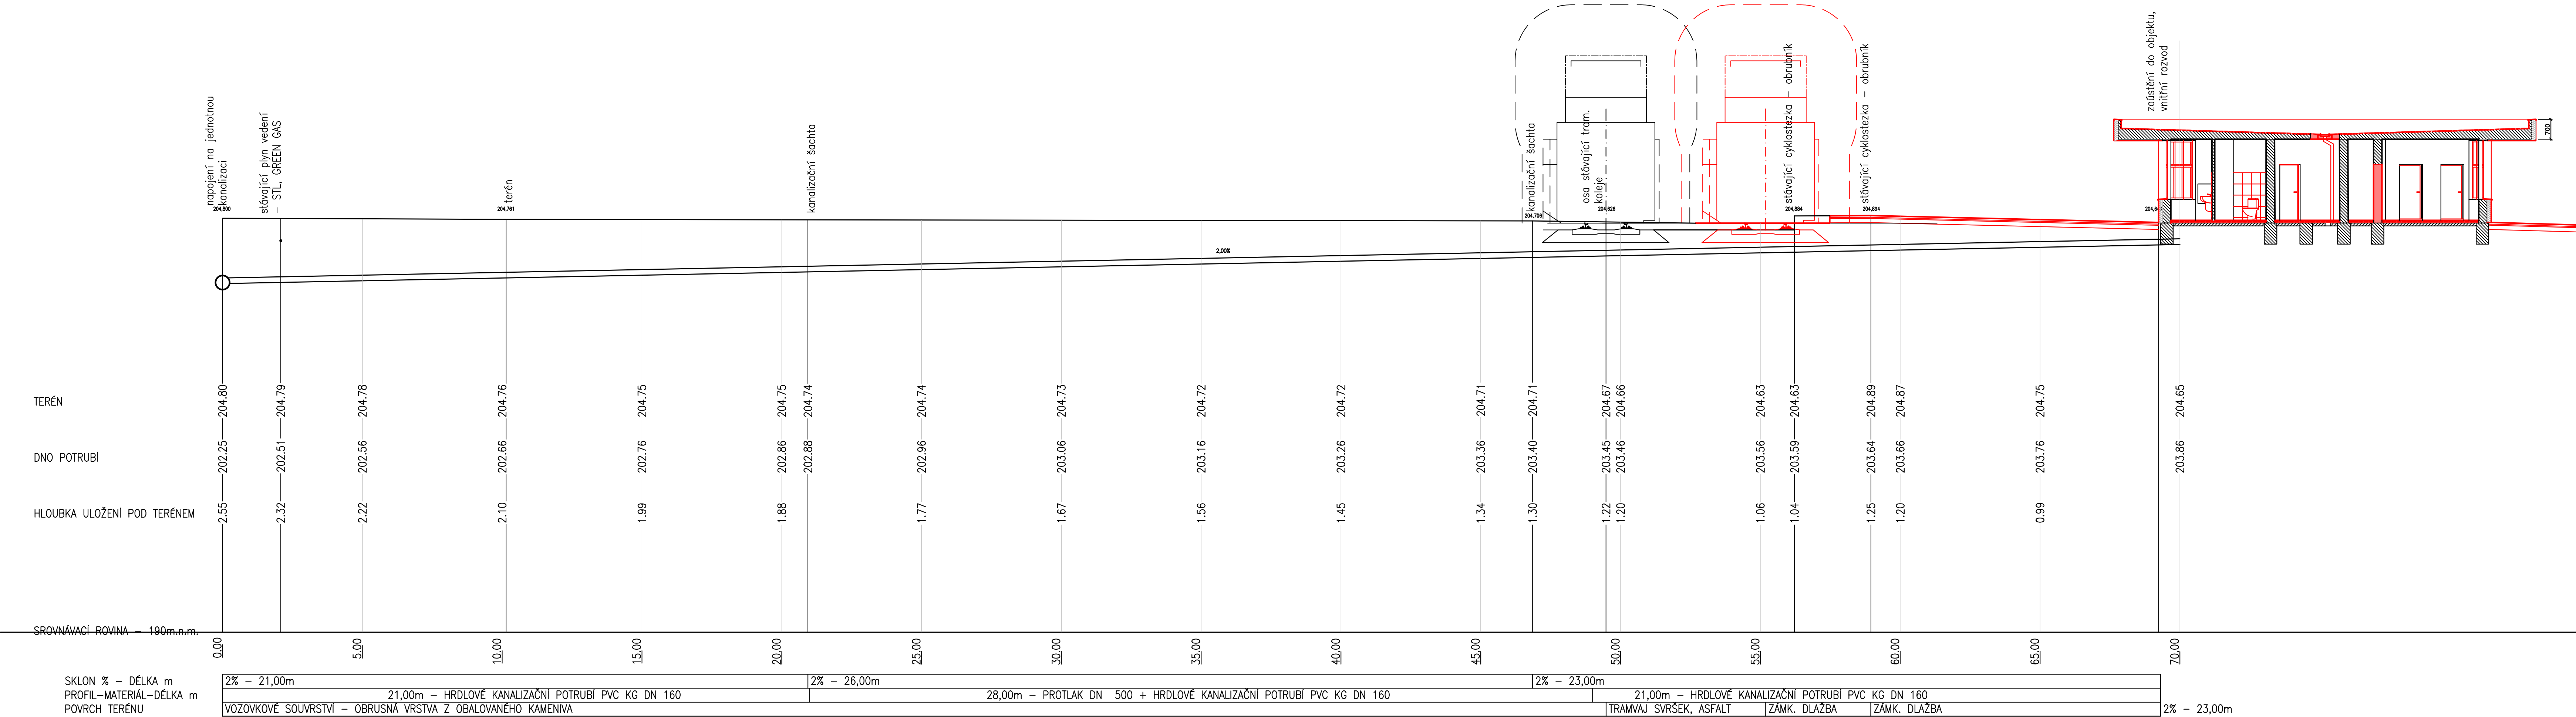 napojení na jednotnou
kanalizaci
204,800
stávající plyn vedení
– STL, GREEN GAS
terén
204,761
kanalizační šachta
kanalizační šachta
204,706
osa stávající tram.
koleje
204,626
stávající cyklostezka – obrubník
204,884
stávající cyklostezka – obrubník
204,894
zaústění do objektu,
vnitřní rozvod
700
2,00%
TERÉN
204.80
204.79
204.78
204.76
204.75
204.75
204.74
204.74
204.73
204.72
204.72
204.71
204.71
204.67
204.66
204.63
204.63
204.89
204.87
204.75
204.65
DNO POTRUBÍ
202.25
202.51
202.56
202.66
202.76
202.86
202.88
202.96
203.06
203.16
203.26
203.36
203.40
203.45
203.46
203.56
203.59
203.64
203.66
203.76
203.86
HLOUBKA ULOŽENÍ POD TERÉNEM
2.55
2.32
2.22
2.10
1.99
1.88
1.77
1.67
1.56
1.45
1.34
1.30
1.22
1.20
1.06
1.04
1.25
1.20
0.99
SROVNÁVACÍ ROVINA – 190m.n.m.
0.00
5.00
10.00
15.00
20.00
25.00
30.00
35.00
40.00
45.00
50.00
55.00
60.00
65.00
70.00
SKLON % – DÉLKA m
2% – 21,00m
2% – 26,00m
2% – 23,00m
PROFIL–MATERIÁL–DÉLKA m
21,00m – HRDLOVÉ KANALIZAČNÍ POTRUBÍ PVC KG DN 160
28,00m – PROTLAK DN 500 + HRDLOVÉ KANALIZAČNÍ POTRUBÍ PVC KG DN 160
21,00m – HRDLOVÉ KANALIZAČNÍ POTRUBÍ PVC KG DN 160
POVRCH TERÉNU
VOZOVKOVÉ SOUVRSTVÍ – OBRUSNÁ VRSTVA Z OBALOVANÉHO KAMENIVA
TRAMVAJ SVRŠEK, ASFALT
ZÁMK. DLAŽBA
ZÁMK. DLAŽBA
2% – 23,00m